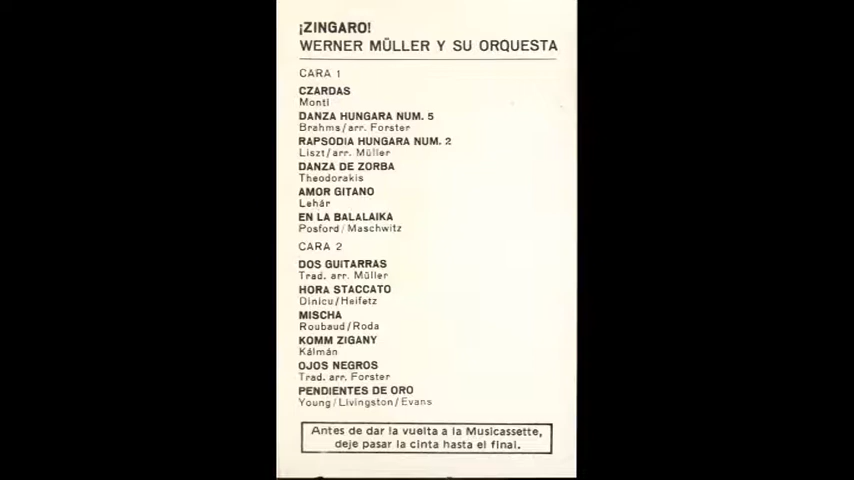 ¡ZINGARO!
WERNER MÜLLER Y SU ORQUESTA
CARA 1
CZARDAS
Monti
DANZA HUNGARA NUM. 5
Brahms/arr. Forster
RAPSODIA HUNGARA NUM. 2
Liszt/arr. Müller
DANZA DE ZORBA
Theodorakis
AMOR GITANO
Lehár
EN LA BALALAIKA
Posford/Maschwitz
CARA 2
DOS GUITARRAS
Trad. arr. Müller
HORA STACCATO
Dinicu/Heifetz
MISCHA
Roubaud/Roda
KOMM ZIGANY
Kálmán
OJOS NEGROS
Trad. arr. Forster
PENDIENTES DE ORO
Young/Livingston/Evans
Antes de dar la vuelta a la Musicassette,
deje pasar la cinta hasta el final.